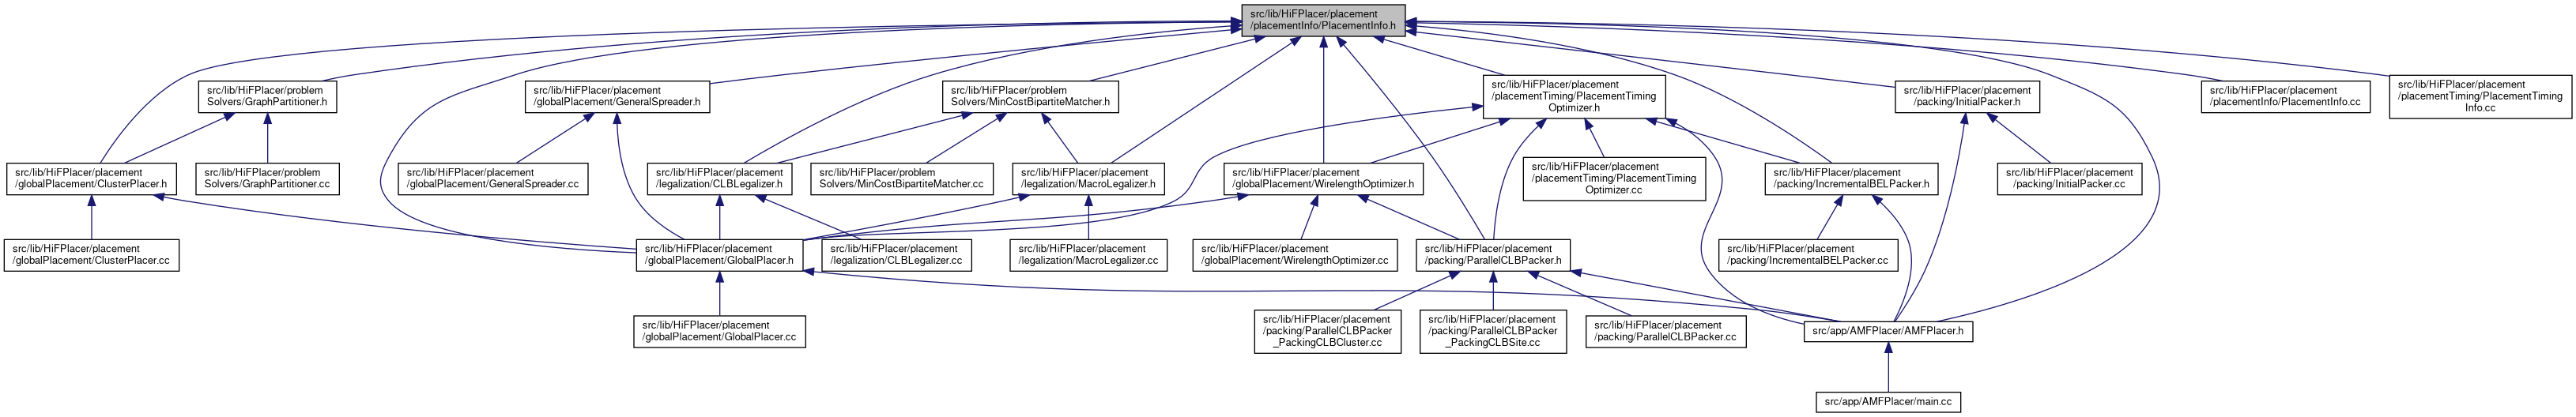 src/lib/HiFPlacer/placement
/placementInfo/PlacementInfo.h
src/lib/HiFPlacer/problem
Solvers/GraphPartitioner.h
src/lib/HiFPlacer/placement
/globalPlacement/GeneralSpreader.h
src/lib/HiFPlacer/problem
Solvers/MinCostBipartiteMatcher.h
src/lib/HiFPlacer/placement
/placementTiming/PlacementTiming
Optimizer.h
src/lib/HiFPlacer/placement
/packing/InitialPacker.h
src/lib/HiFPlacer/placement
/placementInfo/PlacementInfo.cc
src/lib/HiFPlacer/placement
/placementTiming/PlacementTiming
Info.cc
src/lib/HiFPlacer/placement
/globalPlacement/ClusterPlacer.h
src/lib/HiFPlacer/problem
Solvers/GraphPartitioner.cc
src/lib/HiFPlacer/placement
/globalPlacement/GeneralSpreader.cc
src/lib/HiFPlacer/placement
/legalization/CLBLegalizer.h
src/lib/HiFPlacer/problem
Solvers/MinCostBipartiteMatcher.cc
src/lib/HiFPlacer/placement
/legalization/MacroLegalizer.h
src/lib/HiFPlacer/placement
/globalPlacement/WirelengthOptimizer.h
src/lib/HiFPlacer/placement
/placementTiming/PlacementTiming
Optimizer.cc
src/lib/HiFPlacer/placement
/packing/IncrementalBELPacker.h
src/lib/HiFPlacer/placement
/packing/InitialPacker.cc
src/lib/HiFPlacer/placement
/globalPlacement/ClusterPlacer.cc
src/lib/HiFPlacer/placement
/globalPlacement/GlobalPlacer.h
src/lib/HiFPlacer/placement
/legalization/CLBLegalizer.cc
src/lib/HiFPlacer/placement
/legalization/MacroLegalizer.cc
src/lib/HiFPlacer/placement
/globalPlacement/WirelengthOptimizer.cc
src/lib/HiFPlacer/placement
/packing/ParallelCLBPacker.h
src/lib/HiFPlacer/placement
/packing/IncrementalBELPacker.cc
src/lib/HiFPlacer/placement
/globalPlacement/GlobalPlacer.cc
src/lib/HiFPlacer/placement
/packing/ParallelCLBPacker
_PackingCLBCluster.cc
src/lib/HiFPlacer/placement
/packing/ParallelCLBPacker
_PackingCLBSite.cc
src/lib/HiFPlacer/placement
/packing/ParallelCLBPacker.cc
src/app/AMFPlacer/AMFPlacer.h
src/app/AMFPlacer/main.cc